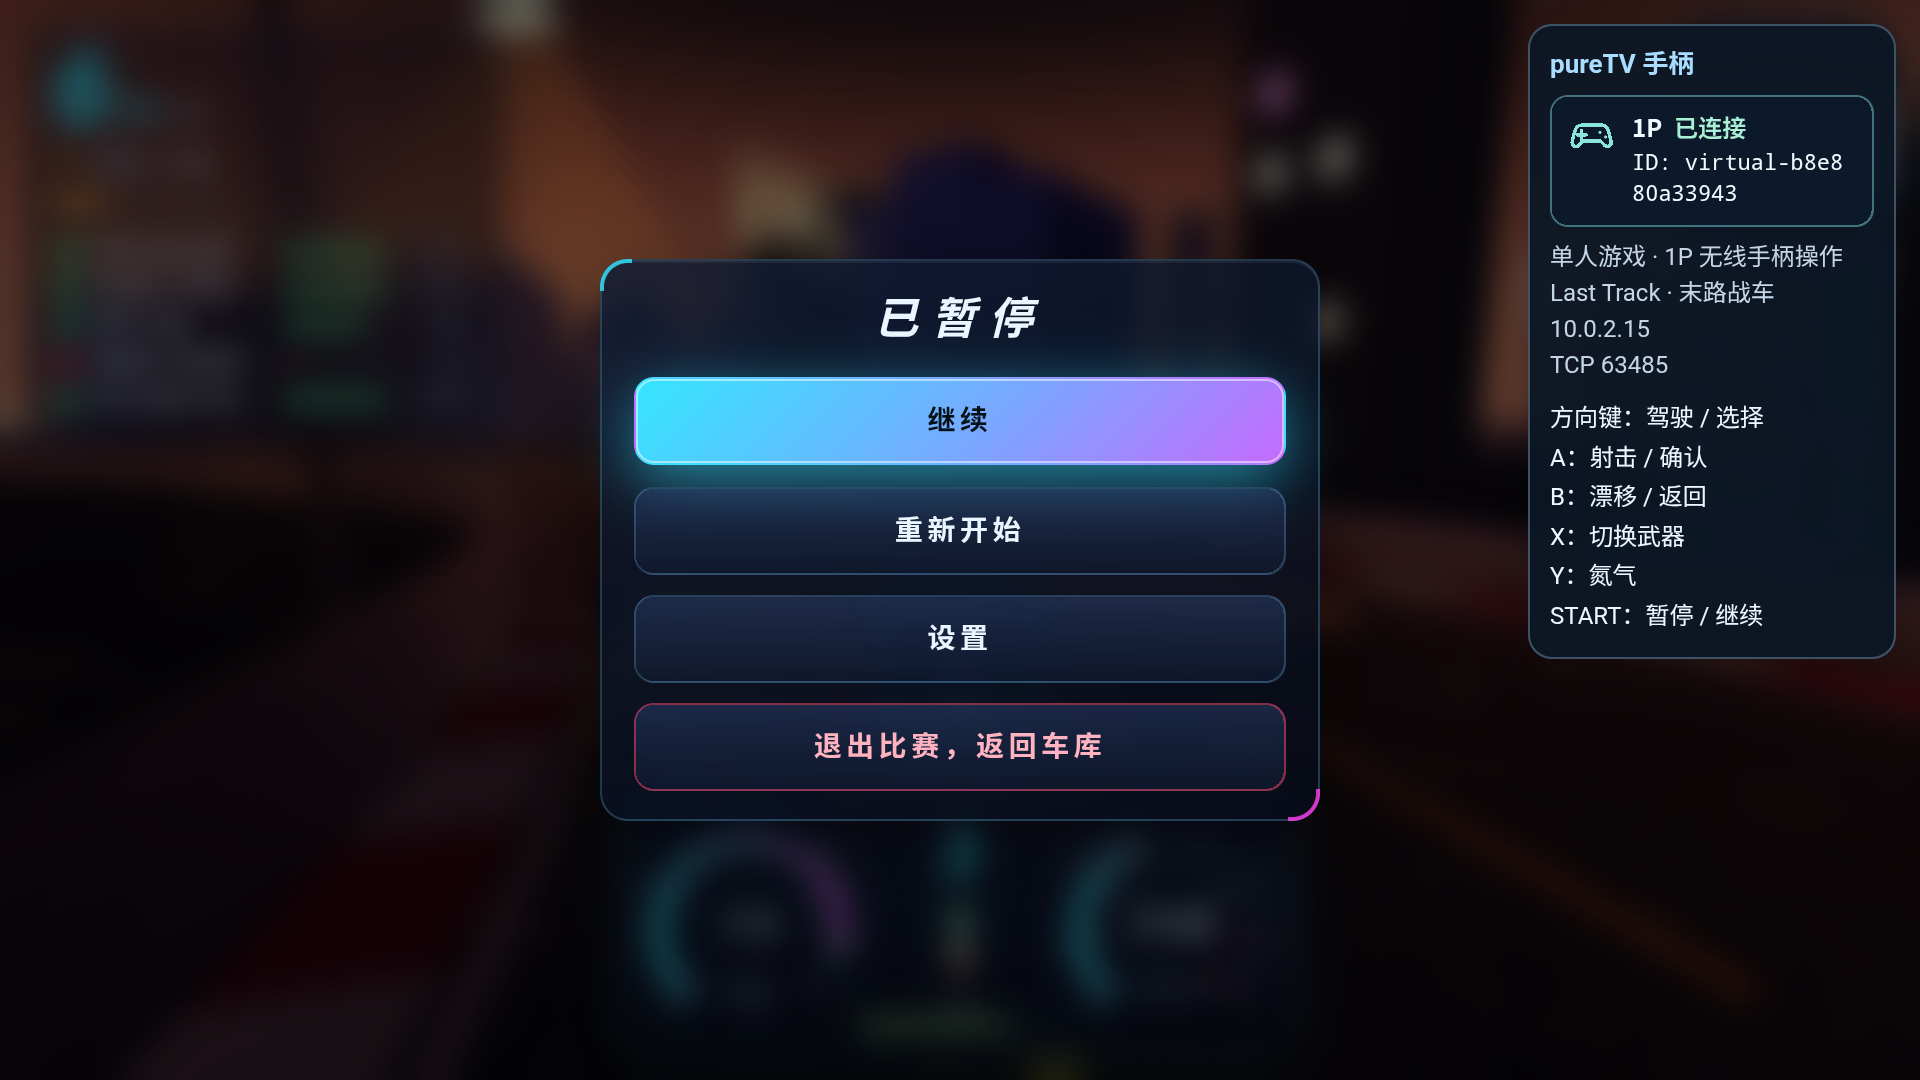 已暂停
继续
重新开始
设置
退出比赛，返回车库
pureTV 手柄
1P 已连接
ID: virtual-b8e8
80a33943
单人游戏 · 1P 无线手柄操作
Last Track · 末路战车
10.0.2.15
TCP 63485
方向键：驾驶 / 选择
A：射击 / 确认
B：漂移 / 返回
X：切换武器
Y：氮气
START：暂停 / 继续